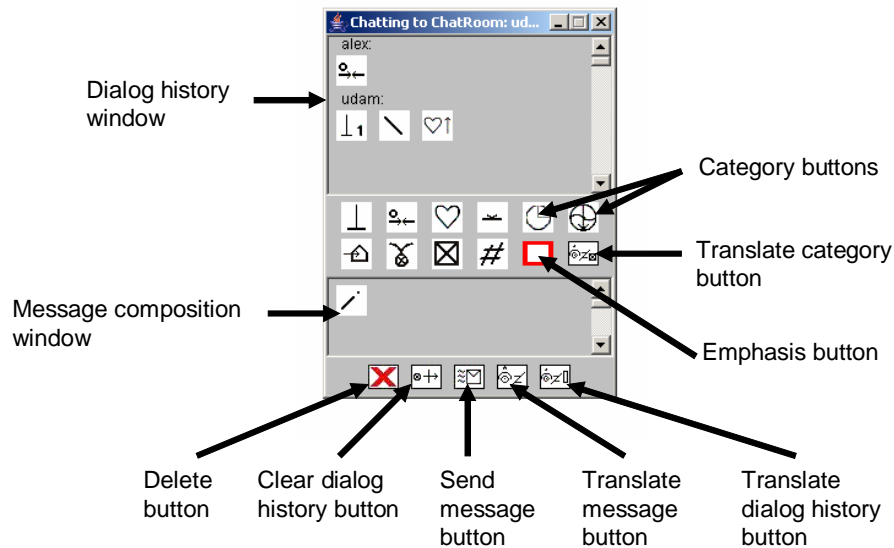 Chatting to ChatRoom: ud...
alex:
udam:
1
Dialog history
window
Category buttons
Translate category
button
Message composition
window
Emphasis button
Delete
button
Clear dialog
history button
Send
message
button
Translate
message
button
Translate
dialog history
button